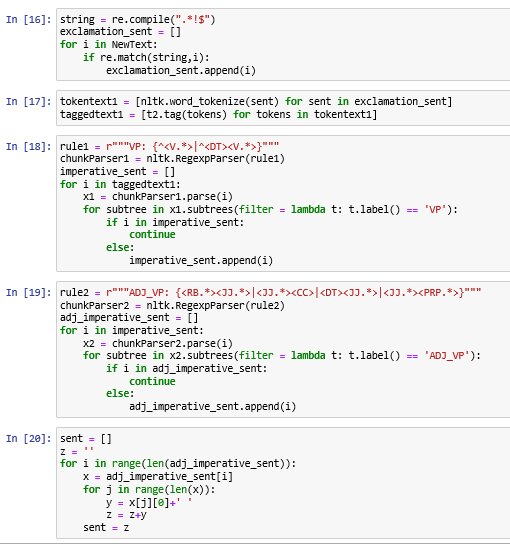 In [16]: string = re.compile(".*!$")
exclamation_sent = []
for i in NewText:
    if re.match(string,i):
        exclamation_sent.append(i)
In [17]: tokentext1 = [nltk.word_tokenize(sent) for sent in exclamation_sent]
taggedtext1 = [t2.tag(tokens) for tokens in tokentext1]
In [18]: rule1 = r"""VP: {^<V.*>|^<DT><V.*>}"""
chunkParser1 = nltk.RegexpParser(rule1)
imperative_sent = []
for i in taggedtext1:
    x1 = chunkParser1.parse(i)
    for subtree in x1.subtrees(filter = lambda t: t.label() == 'VP'):
        if i in imperative_sent:
            continue
        else:
            imperative_sent.append(i)
In [19]: rule2 = r"""ADJ_VP: {<RB.*><JJ.*>|<JJ.*><CC>|<DT><JJ.*>|<JJ.*><PRP.*>}"""
chunkParser2 = nltk.RegexpParser(rule2)
adj_imperative_sent = []
for i in imperative_sent:
    x2 = chunkParser2.parse(i)
    for subtree in x2.subtrees(filter = lambda t: t.label() == 'ADJ_VP'):
        if i in adj_imperative_sent:
            continue
        else:
            adj_imperative_sent.append(i)
In [20]: sent = []
z = ''
for i in range(len(adj_imperative_sent)):
    x = adj_imperative_sent[i]
    for j in range(len(x)):
        y = x[j][0]+' '
        z = z+y
    sent = z